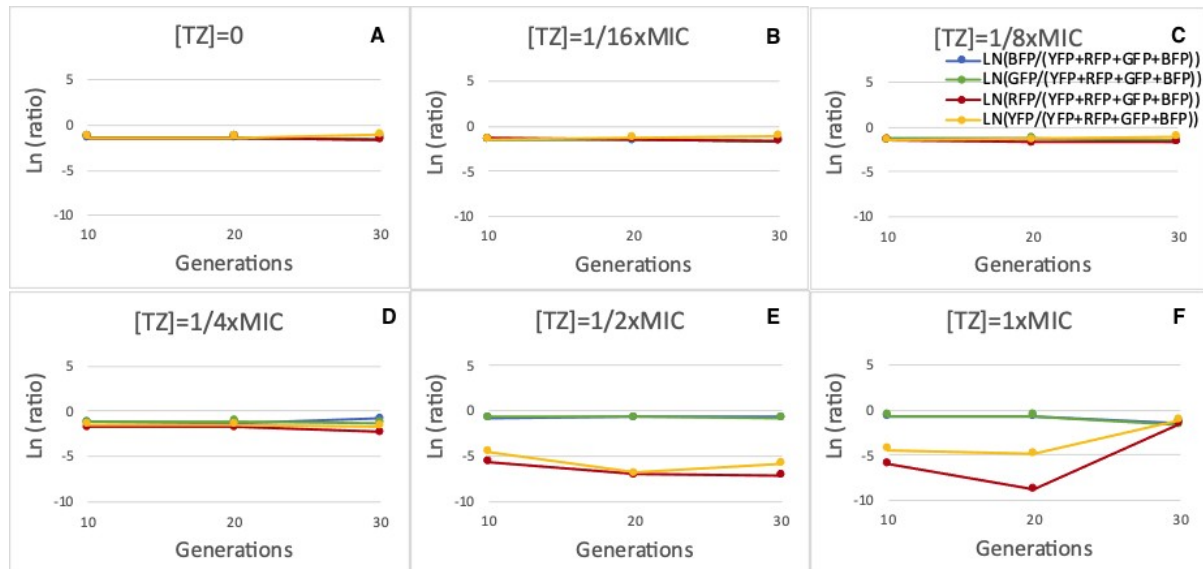 [TZ]=0
A
Ln (ratio)
5
0
-5
-10
10
20
30
Generations
[TZ]=1/16xMIC
B
Ln (ratio)
5
0
-5
-10
10
20
30
Generations
[TZ]=1/8xMIC
C
LN(BFP/(YFP+RFP+GFP+BFP))
LN(GFP/(YFP+RFP+GFP+BFP))
LN(RFP/(YFP+RFP+GFP+BFP))
LN(YFP/(YFP+RFP+GFP+BFP))
Ln (ratio)
5
0
-5
-10
10
20
30
Generations
[TZ]=1/4xMIC
D
Ln (ratio)
5
0
-5
-10
10
20
30
Generations
[TZ]=1/2xMIC
E
Ln (ratio)
5
0
-5
-10
10
20
30
Generations
[TZ]=1xMIC
F
Ln (ratio)
5
0
-5
-10
10
20
30
Generations